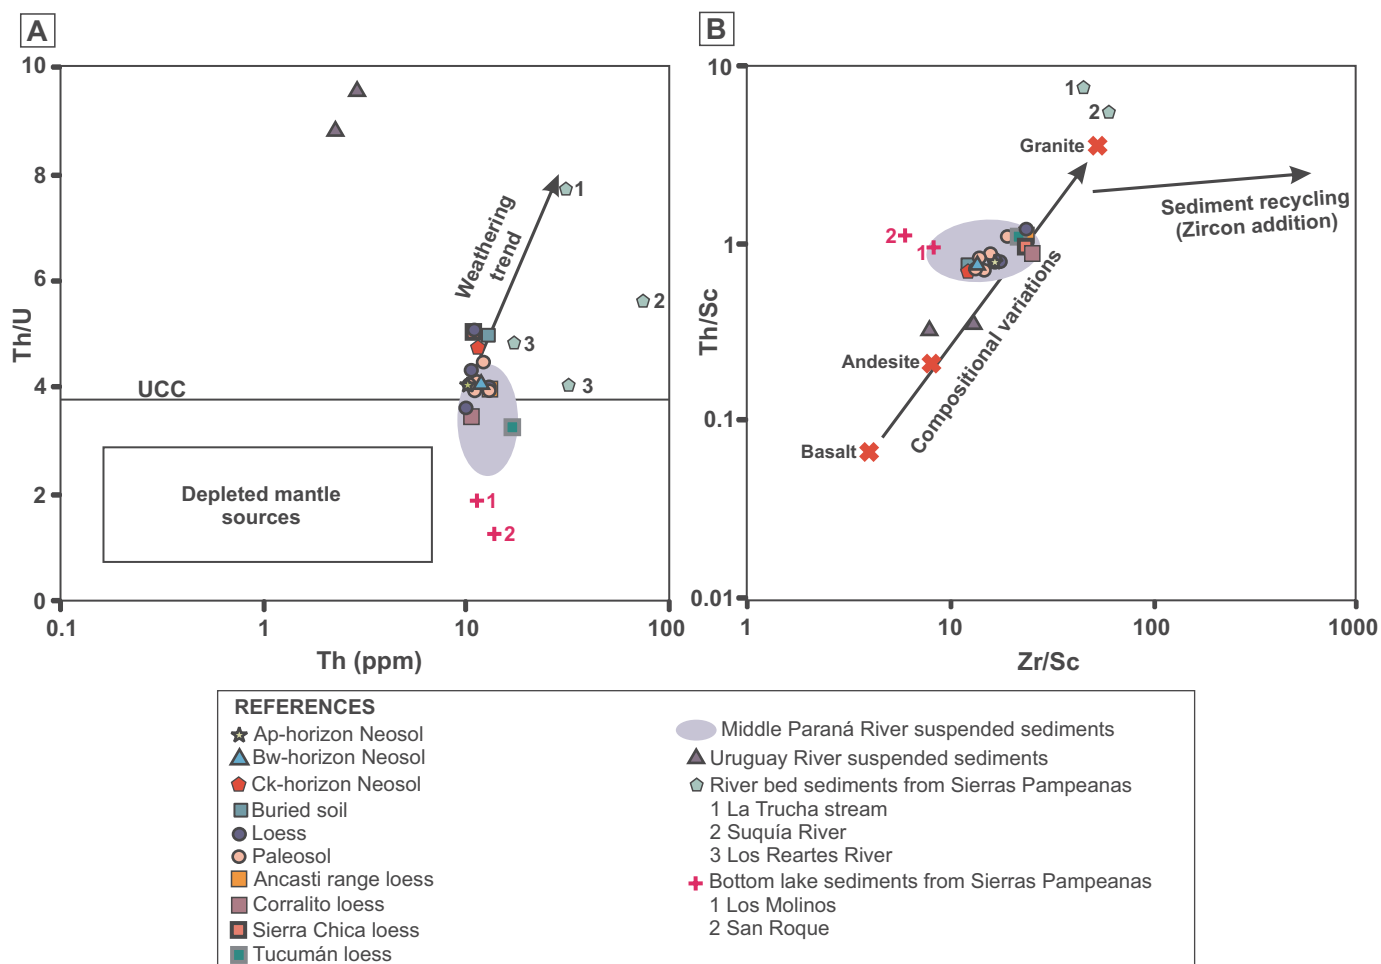 A
10
8
6
4
2
0
Th/U
0.1
1
10
100
Th (ppm)
Weathering
trend
UCC
Depleted mantle
sources
1
2
3
3
1
2
B
10
1
0.1
0.01
Th/Sc
1
10
100
1000
Zr/Sc
1
2
Granite
Sediment recycling
(Zircon addition)
2
1
Andesite
Basalt
Compositional variations
REFERENCES
Ap-horizon Neosol
Bw-horizon Neosol
Ck-horizon Neosol
Buried soil
Loess
Paleosol
Ancasti range loess
Corralito loess
Sierra Chica loess
Tucumán loess
Middle Paraná River suspended sediments
Uruguay River suspended sediments
River bed sediments from Sierras Pampeanas
1 La Trucha stream
2 Suquía River
3 Los Reartes River
Bottom lake sediments from Sierras Pampeanas
1 Los Molinos
2 San Roque